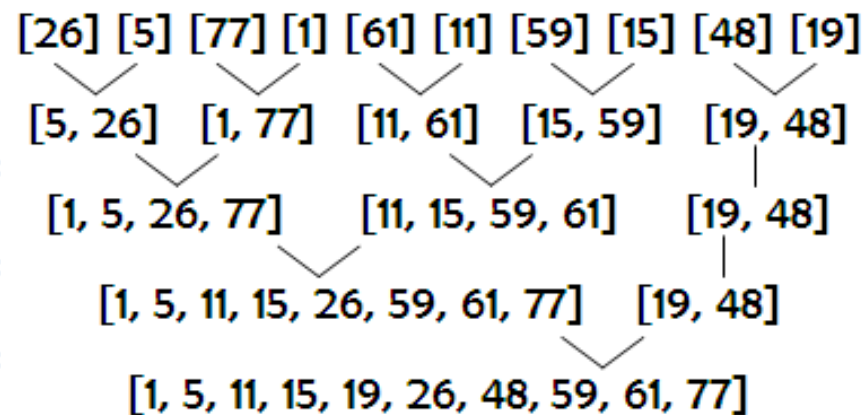 [26] [5] [77] [1] [61] [11] [59] [15] [48] [19]
[5, 26] [1, 77] [11, 61] [15, 59] [19, 48]
[1, 5, 26, 77] [11, 15, 59, 61] [19, 48]
[1, 5, 11, 15, 26, 59, 61, 77] [19, 48]
[1, 5, 11, 15, 19, 26, 48, 59, 61, 77]